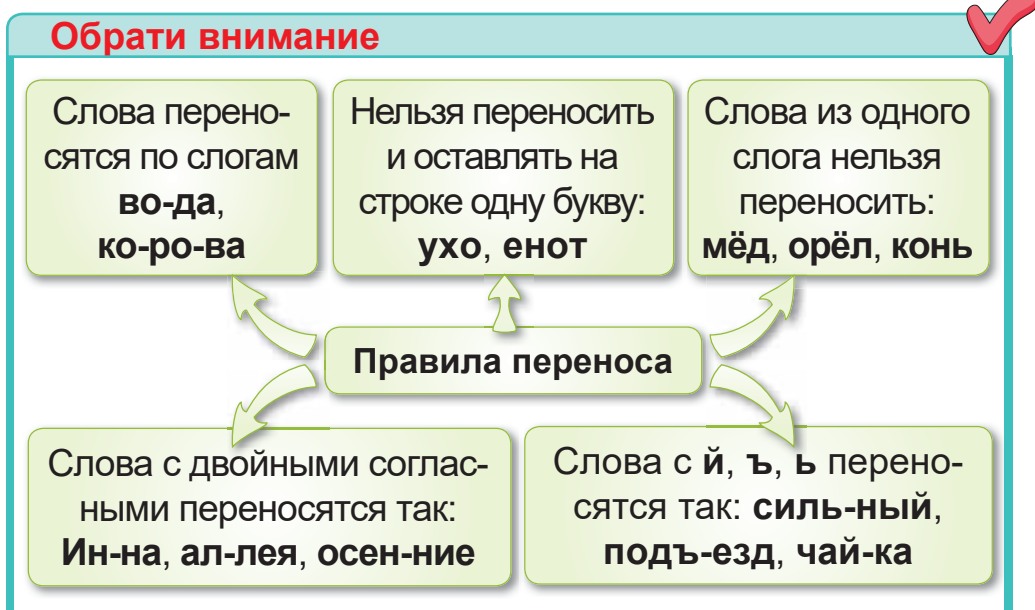 Обрати внимание
Слова перено-
сятся по слогам
во-да,
ко-ро-ва
Нельзя переносить
и оставлять на
строке одну букву:
ухо, енот
Слова из одного
слога нельзя
переносить:
мёд, орёл, конь
Правила переноса
Слова с двойными соглас-
ными переносятся так:
Ин-на, ал-лея, осен-ние
Слова с й, ъ, ь перено-
сятся так: силь-ный,
подъ-езд, чай-ка